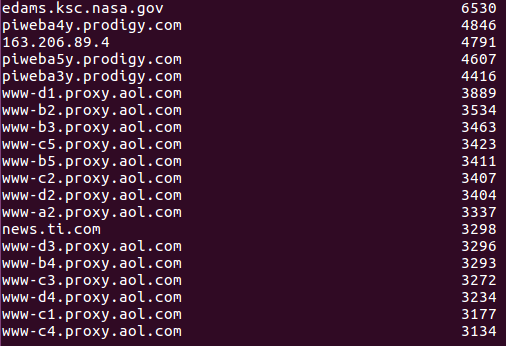 edams.ksc.nasa.gov 6530
piweba4y.prodigy.com 4846
163.206.89.4 4791
piweba5y.prodigy.com 4607
piweba3y.prodigy.com 4416
www-d1.proxy.aol.com 3889
www-b2.proxy.aol.com 3534
www-b3.proxy.aol.com 3463
www-c5.proxy.aol.com 3423
www-b5.proxy.aol.com 3411
www-c2.proxy.aol.com 3407
www-d2.proxy.aol.com 3404
www-a2.proxy.aol.com 3337
news.ti.com 3298
www-d3.proxy.aol.com 3296
www-b4.proxy.aol.com 3293
www-c3.proxy.aol.com 3272
www-d4.proxy.aol.com 3234
www-c1.proxy.aol.com 3177
www-c4.proxy.aol.com 3134